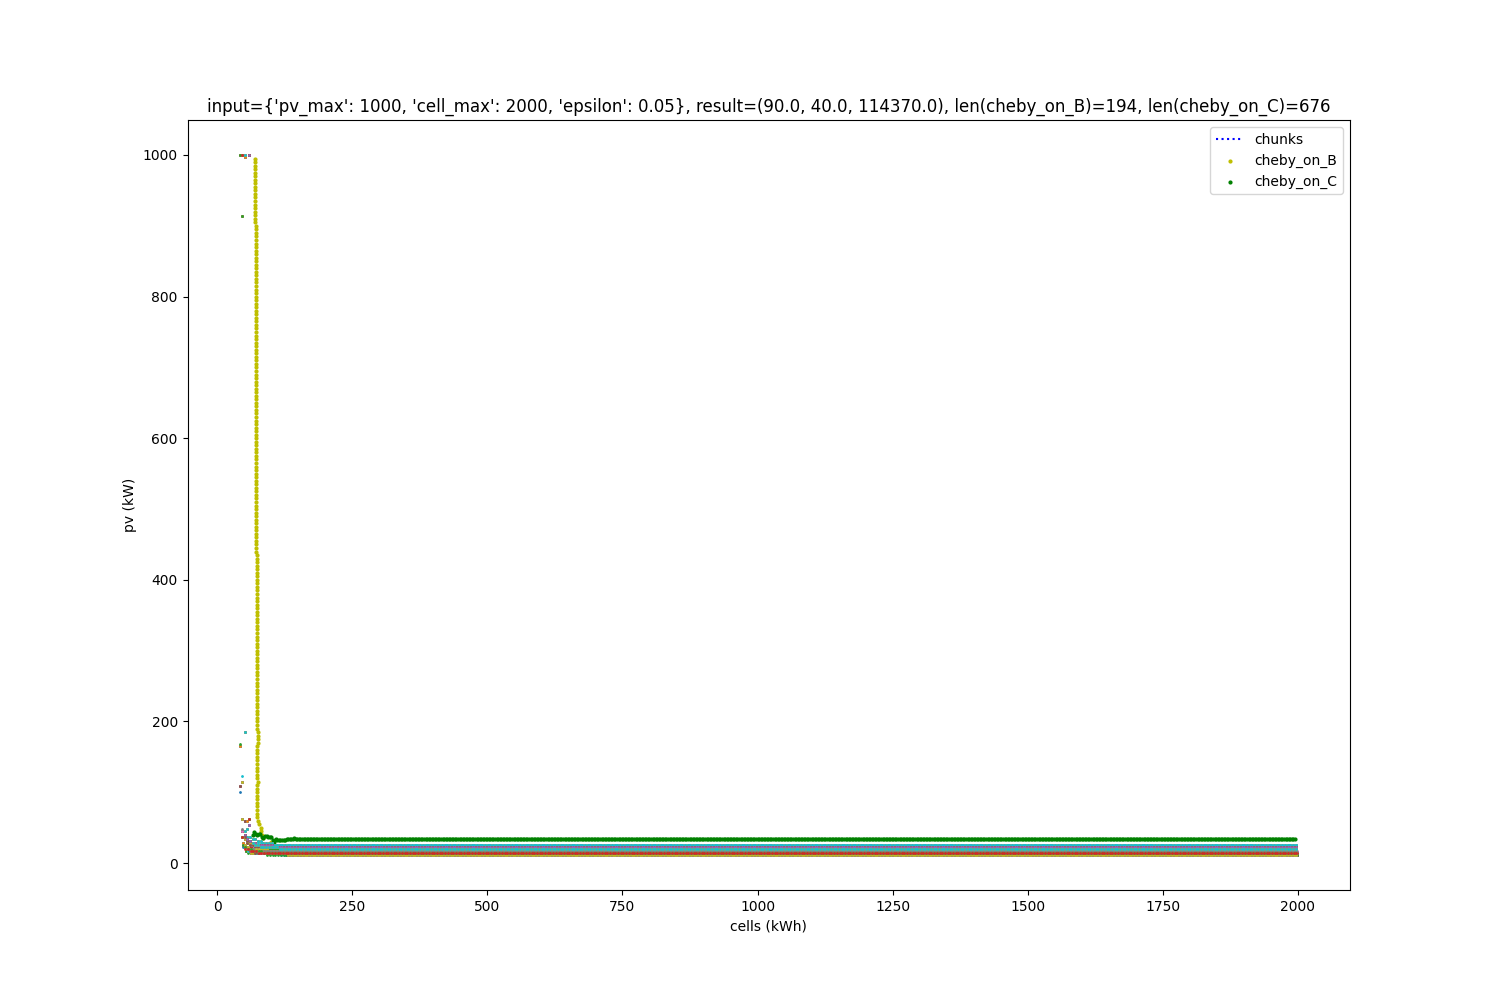 input={'pv_max': 1000, 'cell_max': 2000, 'epsilon': 0.05}, result=(90.0, 40.0, 114370.0), len(cheby_on_B)=194, len(cheby_on_C)=676
chunks
cheby_on_B
cheby_on_C
1000
800
600
400
200
0
pv (kW)
0 250 500 750 1000 1250 1500 1750 2000
cells (kWh)